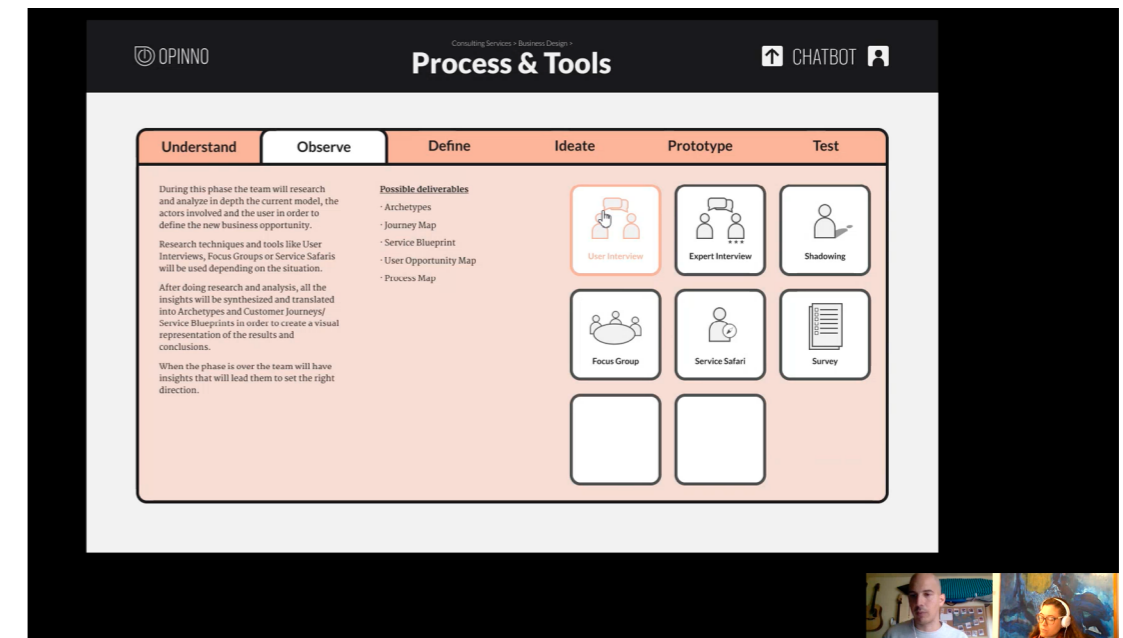 OPINNO
Consulting Services > Business Design >
Process & Tools
CHATBOT
Understand
Observe
Define
Ideate
Prototype
Test
During this phase the team will research
and analyze in depth the current model, the
actors involved and the user in order to
define the new business opportunity.
Research techniques and tools like User
Interviews, Focus Groups or Service Safaris
will be used depending on the situation.
After doing research and analysis, all the
insights will be synthesized and translated
into Archetypes and Customer Journeys/
Service Blueprints in order to create a visual
representation of the results and
conclusions.
When the phase is over the team will have
insights that will lead them to set the right
direction.
Possible deliverables
· Archetypes
· Journey Map
· Service Blueprint
· User Opportunity Map
· Process Map
User Interview
Expert Interview
Shadowing
Focus Group
Service Safari
Survey